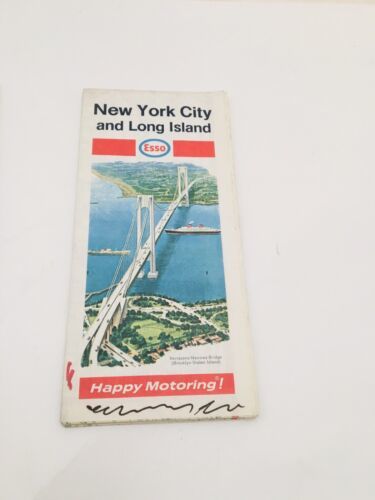 New York City
and Long Island
Esso
Verrazano Narrows Bridge
(Brooklyn-Staten Island)
Happy Motoring!